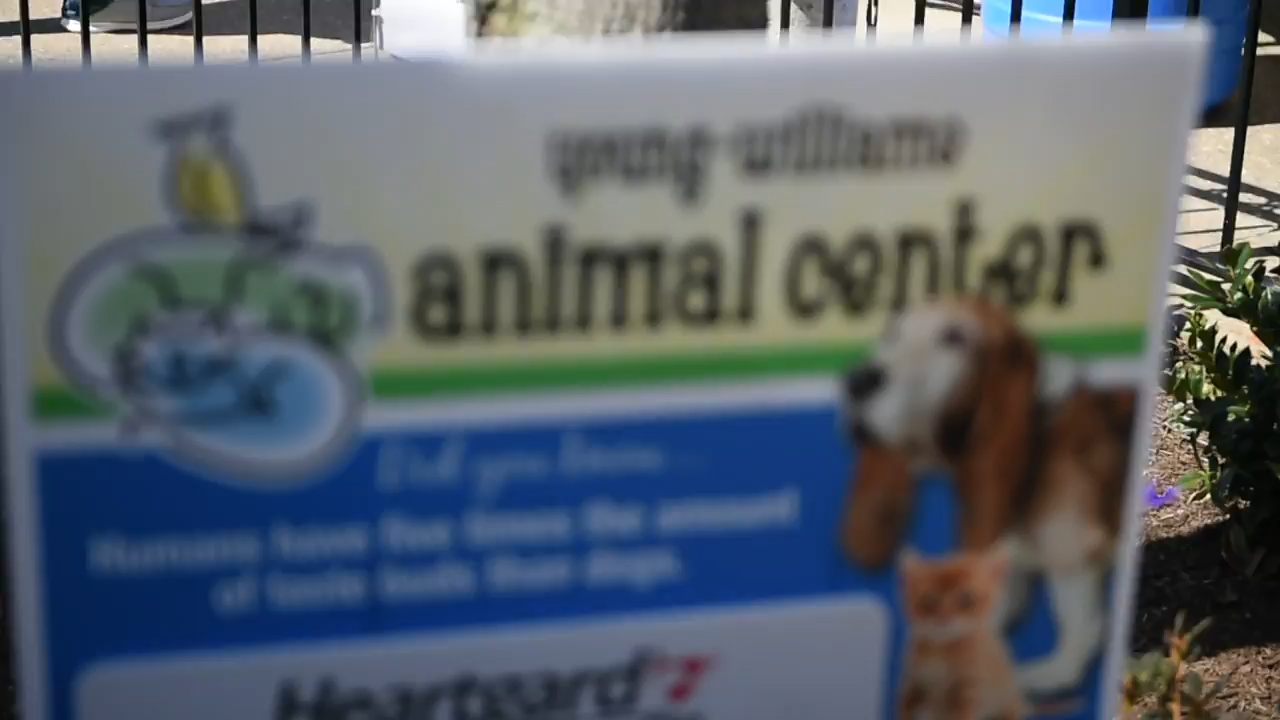 young-williams
animal center
Did you know...
Humans have five times the amount
of taste buds than dogs.
Heartgard